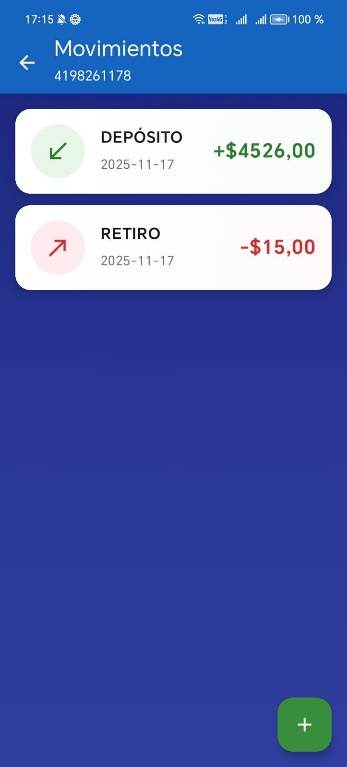 17:15
100 %
Movimientos
4198261178
DEPÓSITO
2025-11-17
+$4526,00
RETIRO
2025-11-17
-$15,00